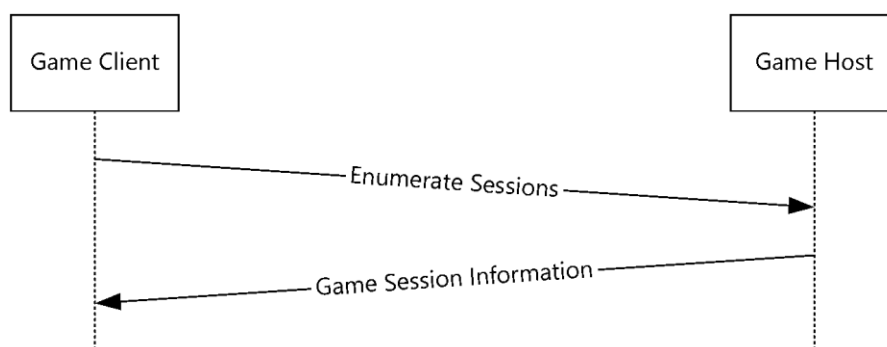 Game Client
Game Host
Enumerate Sessions
Game Session Information